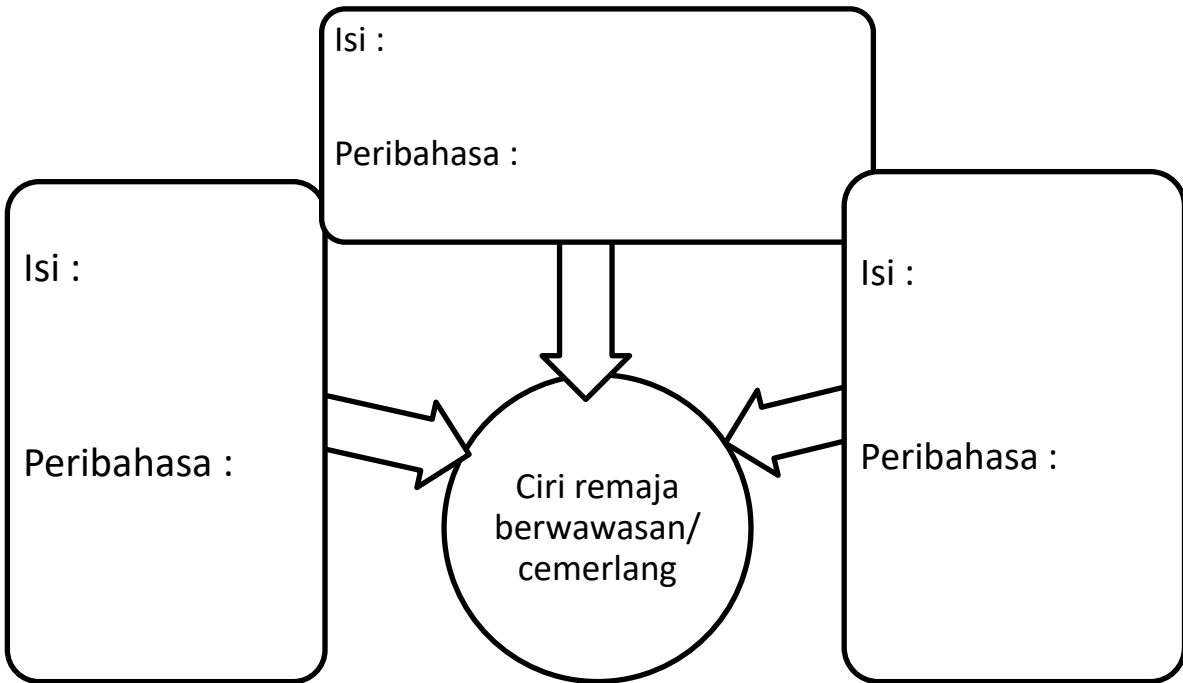 Isi :
Peribahasa :
Isi :
Peribahasa :
Isi :
Peribahasa :
Ciri remaja
berwawasan/
cemerlang